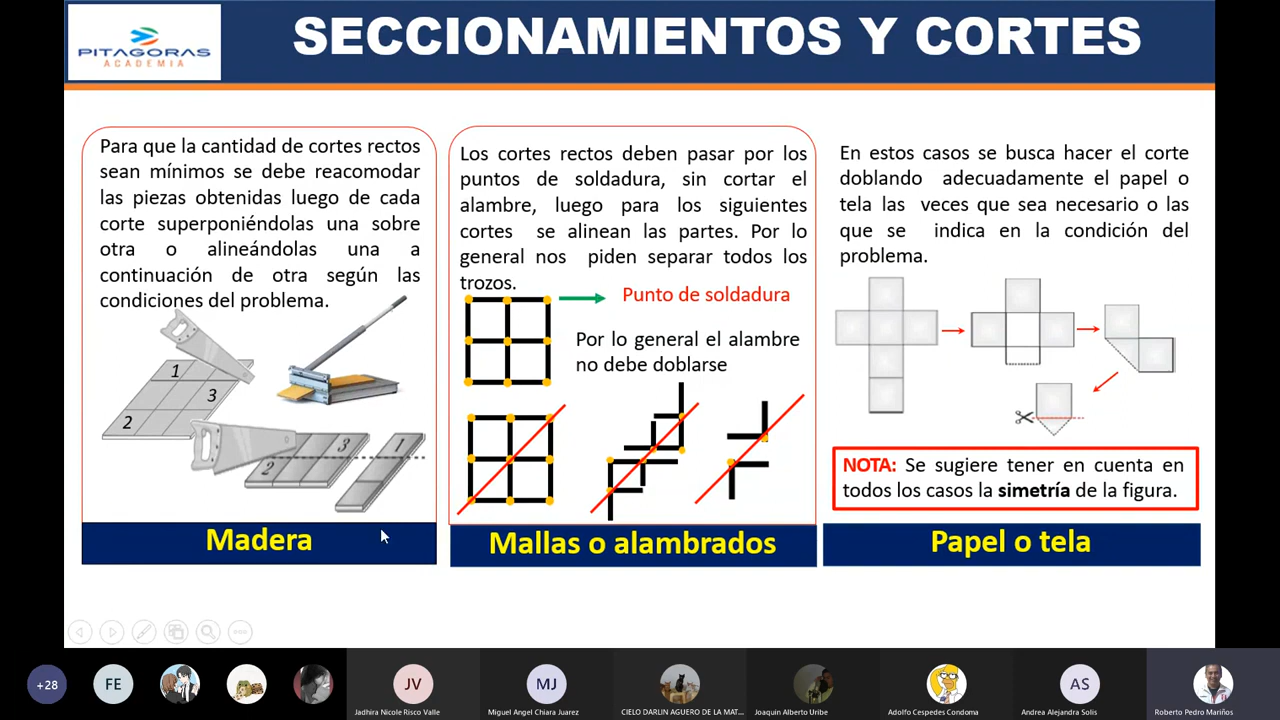 PITAGORAS
ACADEMIA
SECCIONAMIENTOS Y CORTES
Para que la cantidad de cortes rectos
sean mínimos se debe reacomodar
las piezas obtenidas luego de cada
corte superponiéndolas una sobre
otra o alineándolas una a
continuación de otra según las
condiciones del problema.
1
3
2
3
1
2
Madera
Los cortes rectos deben pasar por los
puntos de soldadura, sin cortar el
alambre, luego para los siguientes
cortes se alinean las partes. Por lo
general nos piden separar todos los
trozos.
Punto de soldadura
Por lo general el alambre
no debe doblarse
Mallas o alambrados
En estos casos se busca hacer el corte
doblando adecuadamente el papel o
tela las veces que sea necesario o las
que se indica en la condición del
problema.
NOTA: Se sugiere tener en cuenta en
todos los casos la simetría de la figura.
Papel o tela
+28
FE
JV
Jadhira Nicole Risco Valle
MJ
Miguel Angel Chiara Juarez
CIELO DARLIN AGUERO DE LA MAT...
Joaquin Alberto Uribe
Adolfo Cespedes Condoma
AS
Andrea Alejandra Solis
Roberto Pedro Mariños